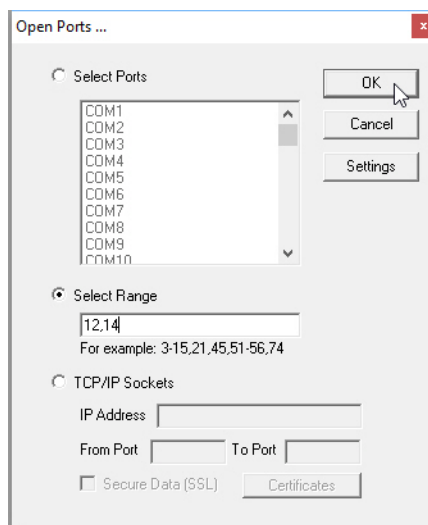 Open Ports ...
x
Select Ports
OK
COM1
COM2
COM3
COM4
COM5
COM6
COM7
COM8
COM9
COM10
Cancel
Settings
Select Range
12,14
For example: 3-15,21,45,51-56,74
TCP/IP Sockets
IP Address
From Port To Port
Secure Data (SSL) Certificates